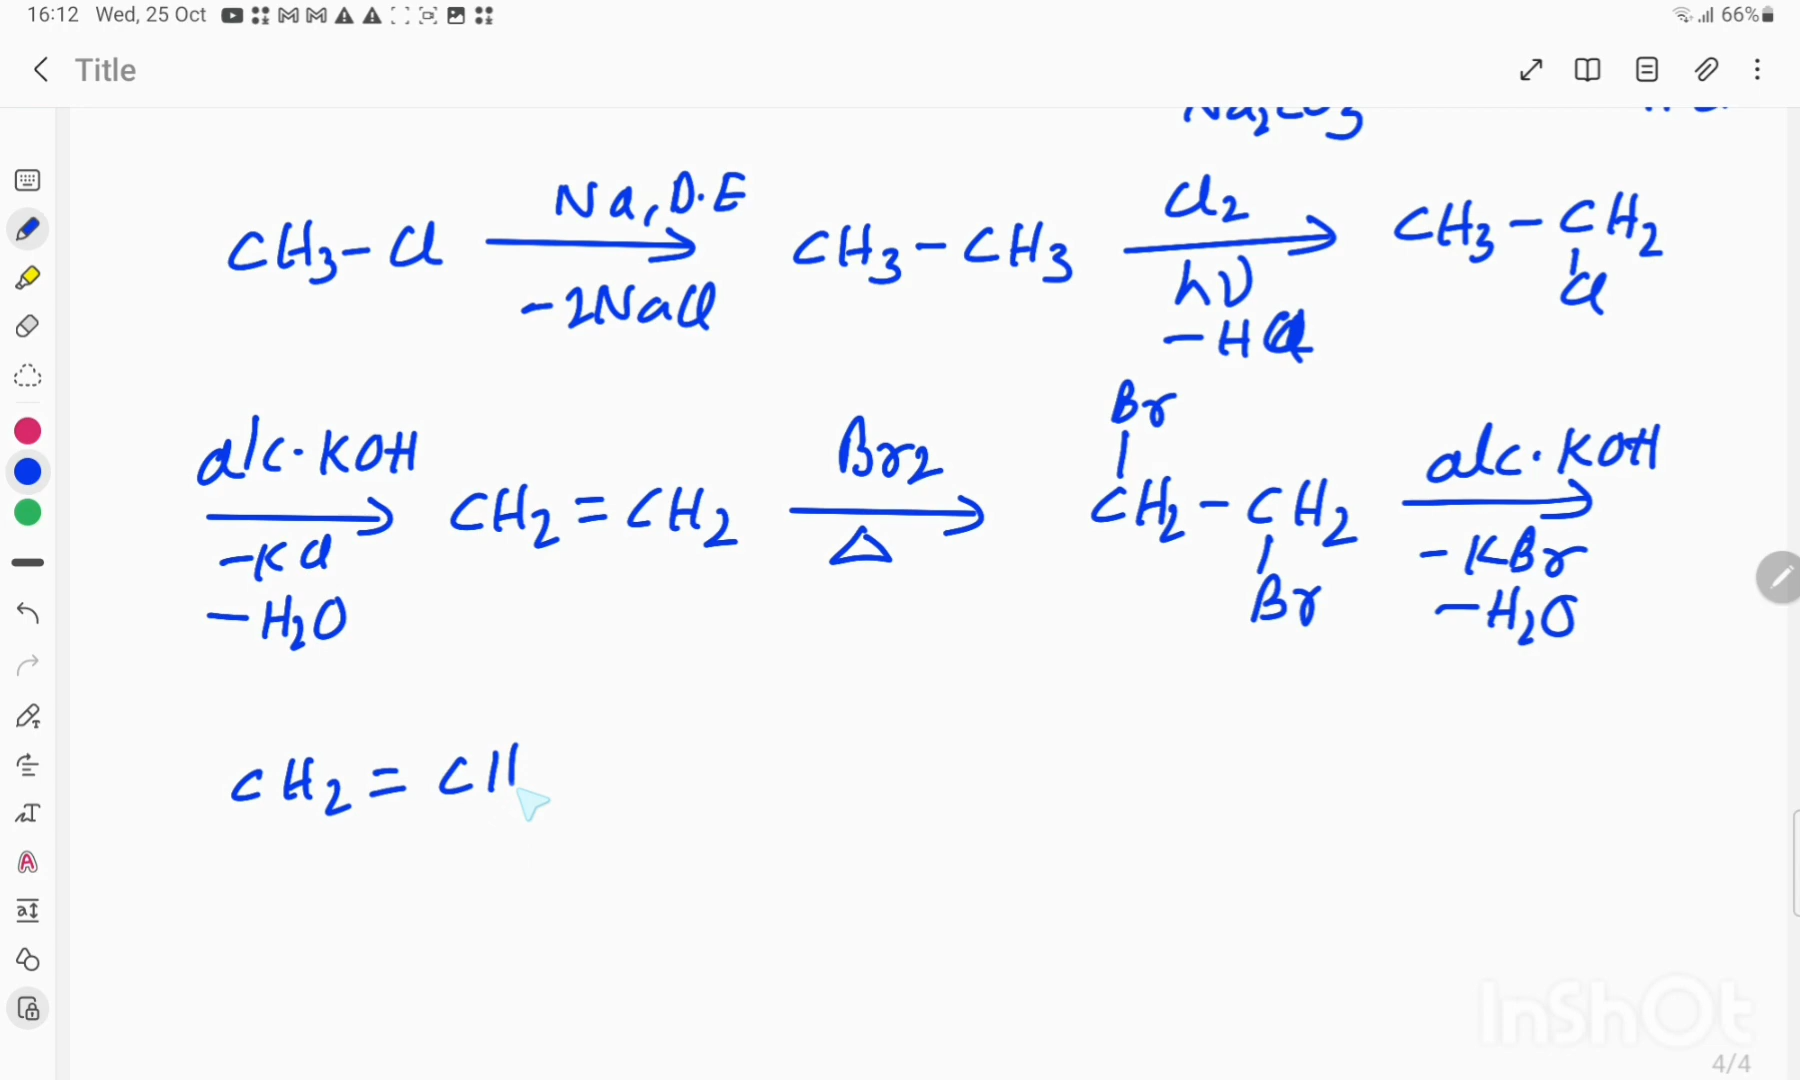 16:12 Wed, 25 Oct 66%
Title
Na2CO3
CH3-Cl Na, D.E -2NaCl CH3-CH3 Cl2 hν -HCl CH3-CH2 Cl
alc. KOH -KCl -H2O CH2=CH2 Br2 Δ Br CH2-CH2 Br alc. KOH -KBr -H2O
CH2=CH
InShOt
4/4